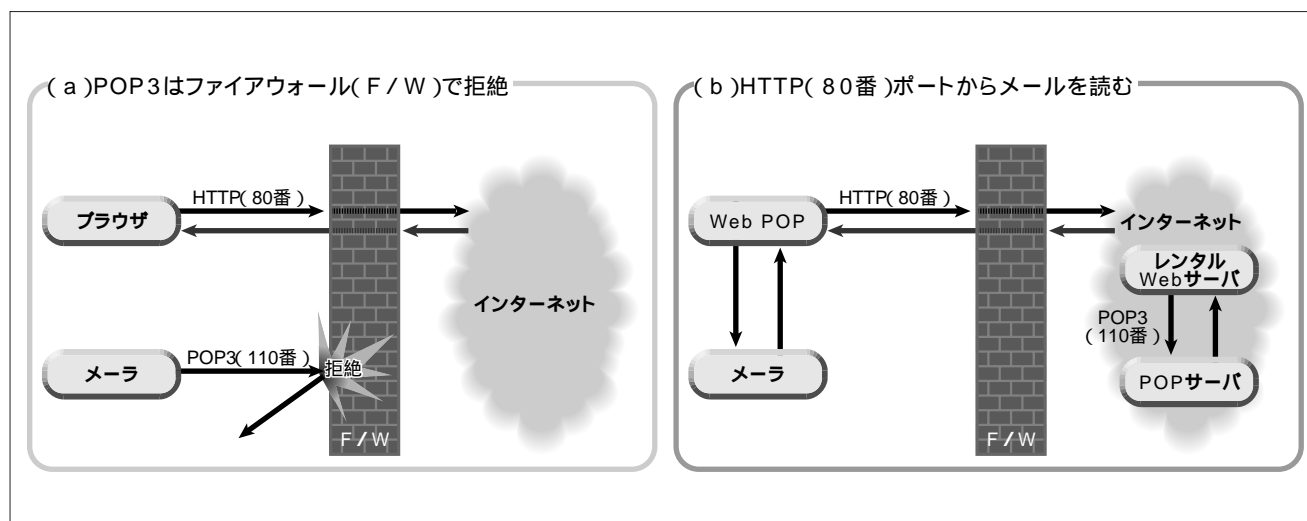 (a)POP3はファイアウォール(F/W)で拒絶
HTTP(80番)
ブラウザ
インターネット
POP3(110番)
拒絶
メーラ
F/W
(b)HTTP(80番)ポートからメールを読む
HTTP(80番)
Web POP
インターネット
レンタル
Webサーバ
POP3
(110番)
メーラ
POPサーバ
F/W